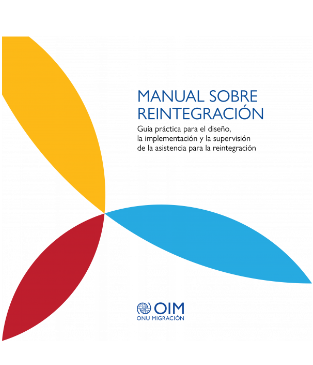 MANUAL SOBRE
REINTEGRACIÓN
Guía práctica para el diseño,
la implementación y la supervisión
de la asistencia para la reintegración
OIM
ONU MIGRACIÓN